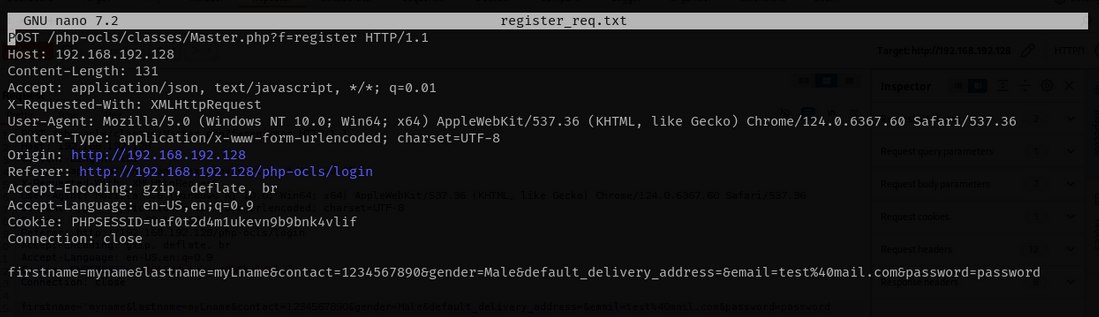 GNU nano 7.2 register_req.txt
POST /php-ocls/classes/Master.php?f=register HTTP/1.1
Host: 192.168.192.128
Content-Length: 131
Accept: application/json, text/javascript, */*; q=0.01
X-Requested-With: XMLHttpRequest
User-Agent: Mozilla/5.0 (Windows NT 10.0; Win64; x64) AppleWebKit/537.36 (KHTML, like Gecko) Chrome/124.0.6367.60 Safari/537.36
Content-Type: application/x-www-form-urlencoded; charset=UTF-8
Origin: http://192.168.192.128
Referer: http://192.168.192.128/php-ocls/login
Accept-Encoding: gzip, deflate, br
Accept-Language: en-US,en;q=0.9
Cookie: PHPSESSID=uaf0t2d4m1ukevn9b9bnk4vlif
Connection: close
firstname=myname&lastname=myLname&contact=1234567890&gender=Male&default_delivery_address=&email=test%40mail.com&password=password
Target: http://192.168.192.128
Inspector
Request query parameters
Request body parameters
Request cookies
Request headers